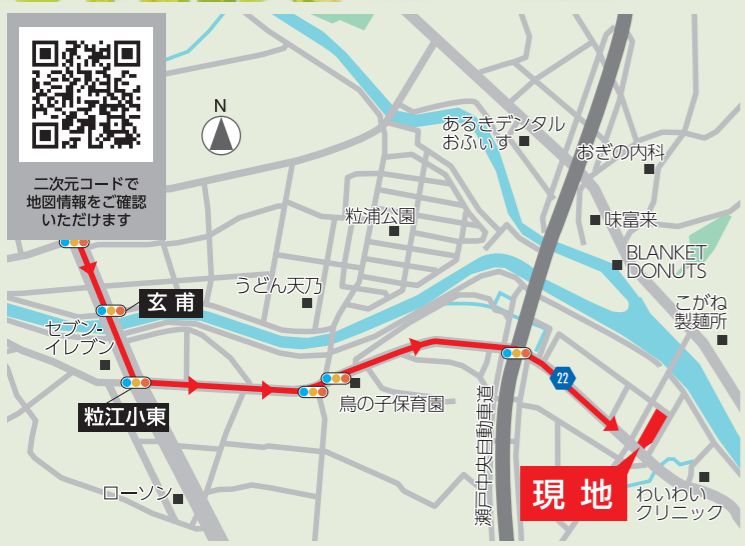 二次元コードで
地図情報をご確認
いただけます
N
あるきデンタル
おふぃす
おぎの内科
粒浦公園
味富来
BLANKET
DONUTS
うどん天乃
玄甫
こがね
製麺所
セブン-
イレブン
22
鳥の子保育園
粒江小東
瀬戸中央自動車道
ローソン
現地
わいわい
クリニック